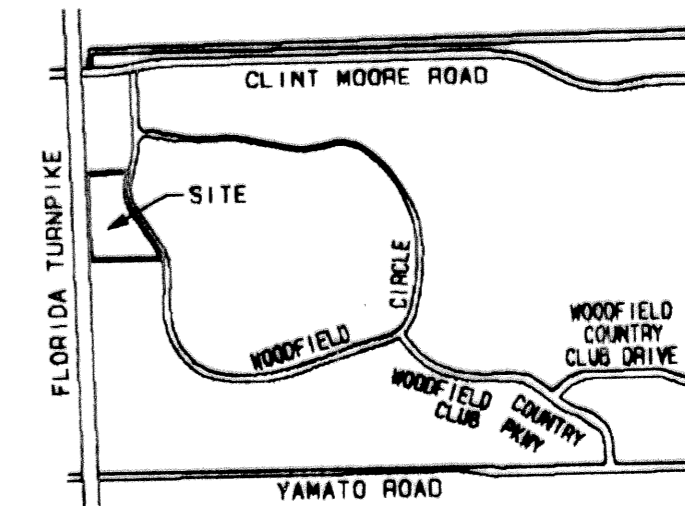 CLINT MOORE ROAD
FLORIDA TURNPIKE
SITE
CIRCLE
WOODFIELD
WOODFIELD
COUNTRY
CLUB DRIVE
WOODFIELD COUNTRY
CLUB PKWY
YAMATO ROAD